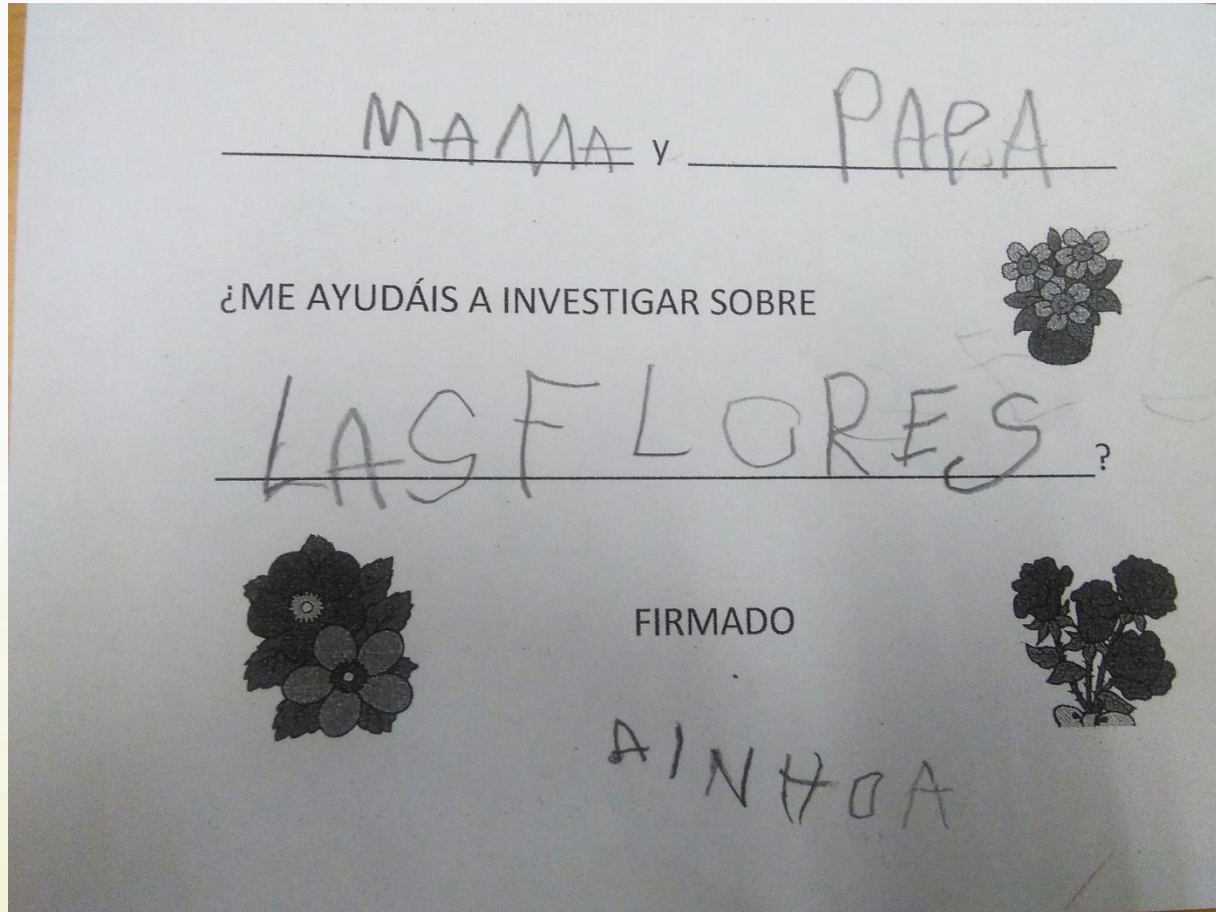 MAMA y PAPA
¿ME AYUDÁIS A INVESTIGAR SOBRE
LAS FLORES?
FIRMADO
AINHOA